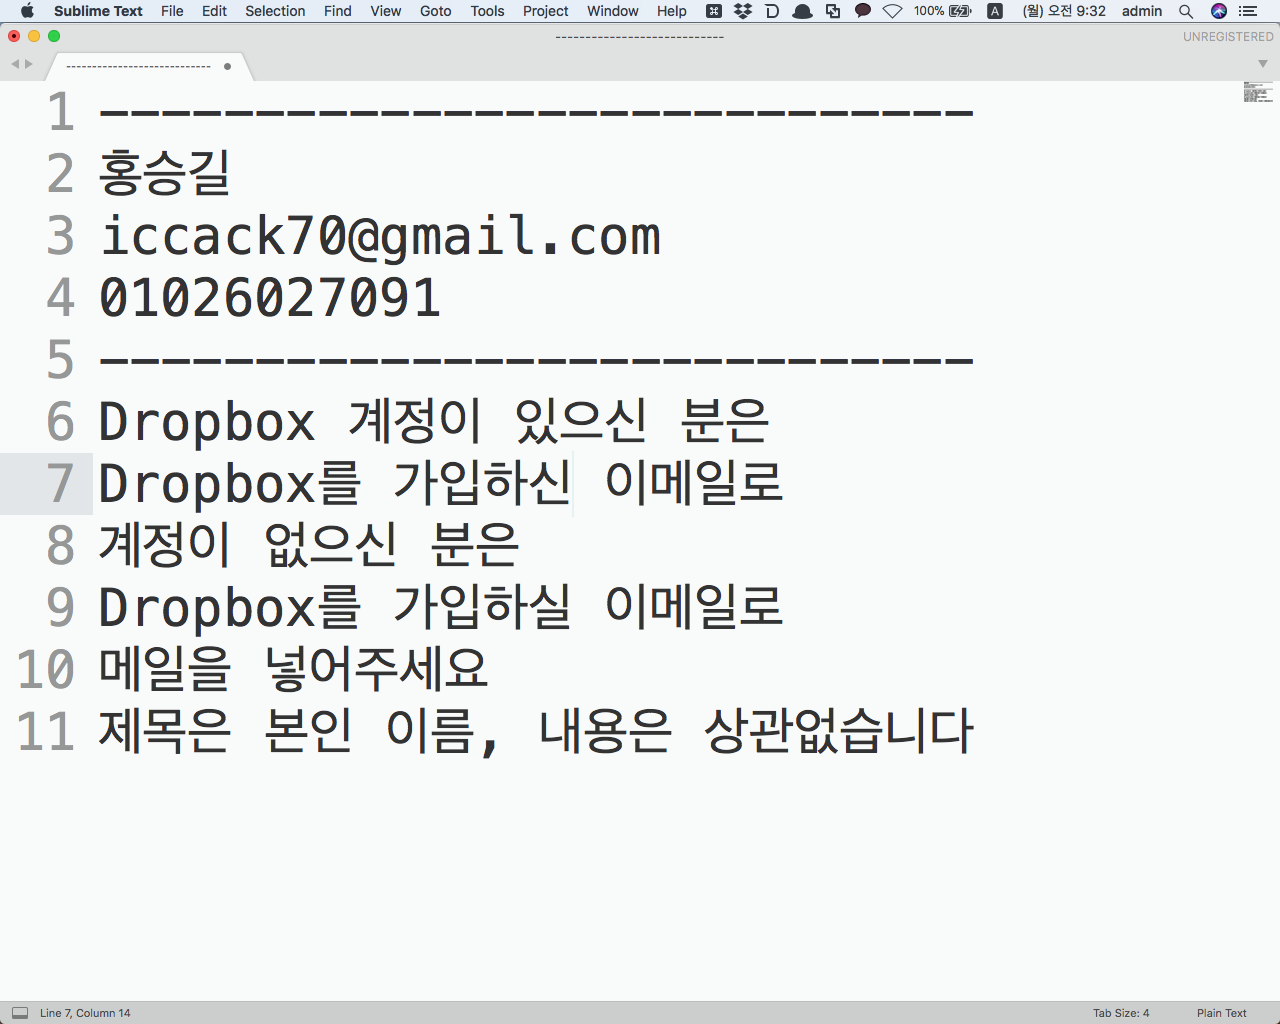 Sublime Text File Edit Selection Find View Goto Tools Project Window Help 100% A (월) 오전 9:32 admin
----------------------------
UNREGISTERED
----------------------------
1 ----------------------------
2 홍승길
3 iccack70@gmail.com
4 01026027091
5 ----------------------------
6 Dropbox 계정이 있으신 분은
7 Dropbox를 가입하신 이메일로
8 계정이 없으신 분은
9 Dropbox를 가입하실 이메일로
10 메일을 넣어주세요
11 제목은 본인 이름, 내용은 상관없습니다
Line 7, Column 14 Tab Size: 4 Plain Text